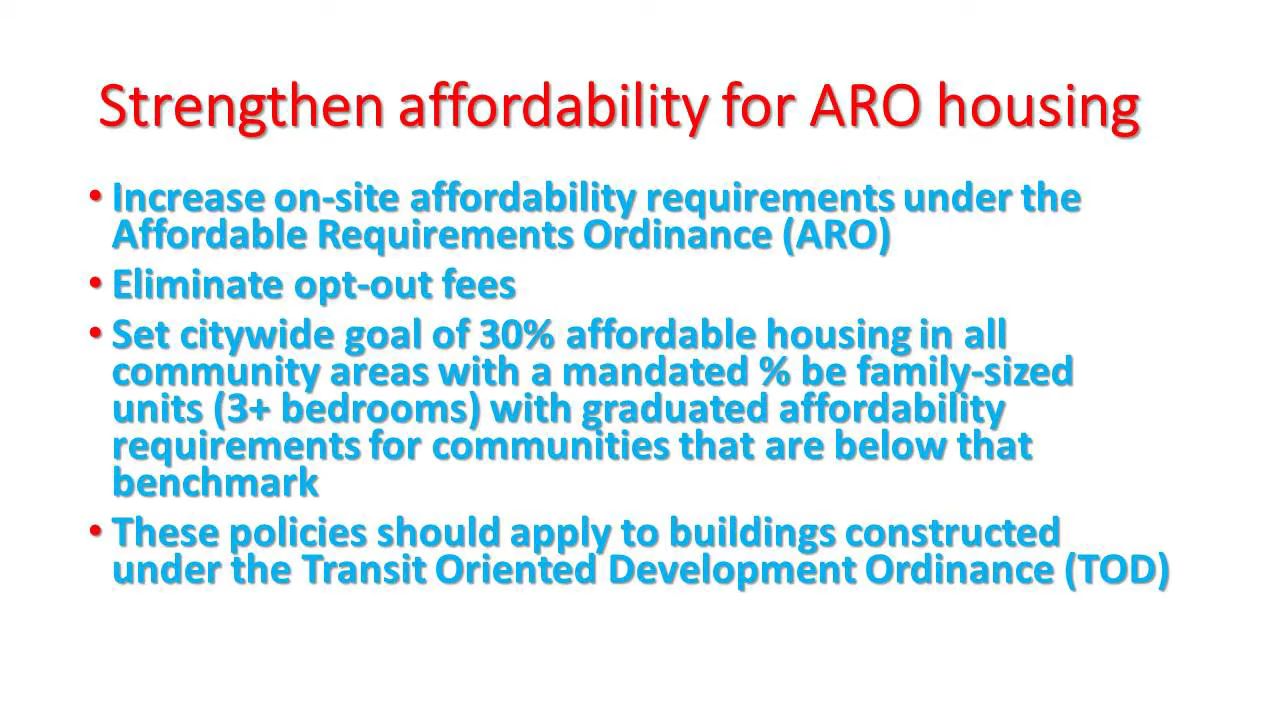 Strengthen affordability for ARO housing
• Increase on-site affordability requirements under the
Affordable Requirements Ordinance (ARO)
• Eliminate opt-out fees
• Set citywide goal of 30% affordable housing in all
community areas with a mandated % be family-sized
units (3+ bedrooms) with graduated affordability
requirements for communities that are below that
benchmark
• These policies should apply to buildings constructed
under the Transit Oriented Development Ordinance (TOD)